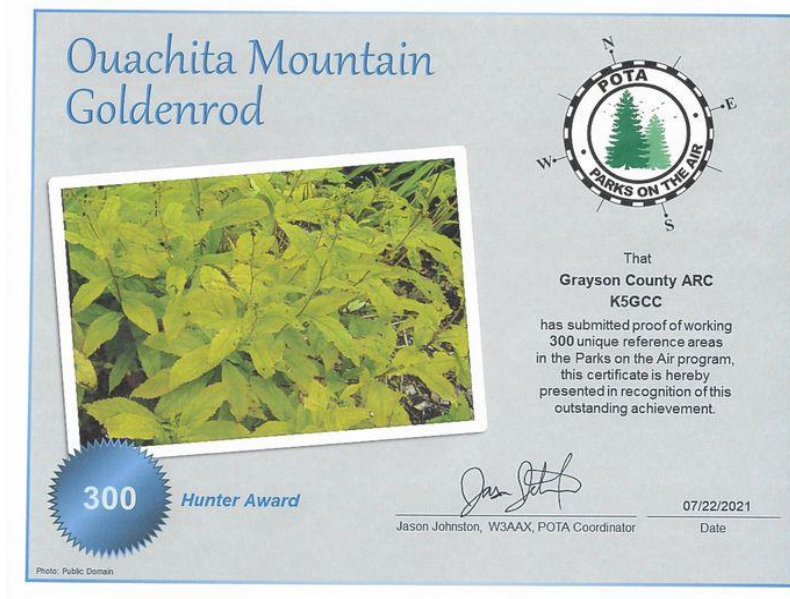 Ouachita Mountain
Goldenrod
N
POTA
E
W
PARKS ON THE AIR
S
That
Grayson County ARC
K5GCC
has submitted proof of working
300 unique reference areas
in the Parks on the Air program,
this certificate is hereby
presented in recognition of this
outstanding achievement.
300
Hunter Award
Jason Johnston, W3AAX, POTA Coordinator
07/22/2021
Date
Photo: Public Domain